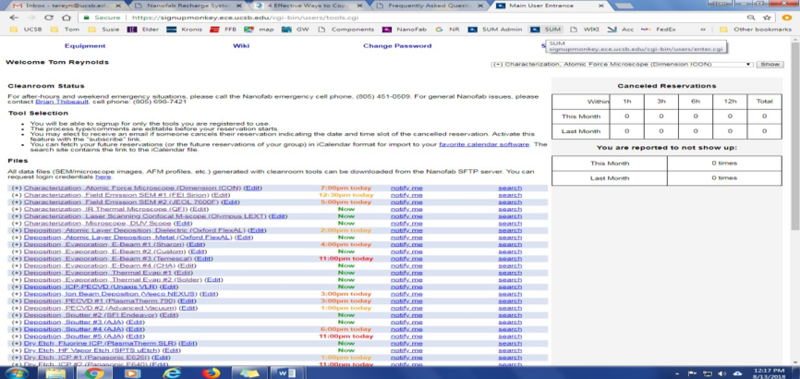 Inbox - tereyn@ucsb.ed
Nanofab Recharge System
4 Effective Ways to Co
Frequently Asked Quest
Main User Entrance
Secure
https://signupmonkey.ece.ucsb.edu/cgi-bin/users/tools.cgi
UCSB Tom Susie Elder Kronos FFB map GW Campus Domain Names NanoFab NR SUM Admin SUM WIKI Acc FedEx Other bookmarks
SUM
signupmonkey.ece.ucsb.edu/cgi-bin/users/enter.cgi
Equipment Wiki Change Password
Welcome Tom Reynolds
(+) Characterization, Atomic Force Microscope (Dimension ICON) Show
Cleanroom Status
For after-hours and weekend emergency situations, please call the Nanofab emergency cell phone, (805) 451-0509. For general Nanofab issues, please
contact Brian Thibeault, cell phone: (805) 698-7421
Tool Selection
You will be able to signup for only the tools you are registered to use.
The process type/comments are editable before your reservation starts.
You may elect to receive an email if someone cancels their reservation indicating the date and time slot of the cancelled reservation. Activate this
feature with the "subscribe" link.
You can fetch your future reservations (or the future reservations of your group) in iCalendar format for import to your favorite calendar software. The
search site contains the link to the iCalendar file.
Files
All data files (SEM/microscope images, AFM profiles, etc.) generated with cleanroom tools can be downloaded from the Nanofab SFTP server. You can
request login credentials here.
(+) Characterization, Atomic Force Microscope (Dimension ICON) (Edit) 7:00pm today notify me search
(+) Characterization, Field Emission SEM #1 (FEI Sirion) (Edit) 12:30pm today notify me search
(+) Characterization, Field Emission SEM #2 (JEOL 7600F) (Edit) 5:00pm today notify me search
(+) Characterization, IR Thermal Microscope (QFI) (Edit) Now notify me search
(+) Characterization, Laser Scanning Confocal M-scope (Olympus LEXT) (Edit) Now notify me search
(+) Characterization, Microscope, DUV Scope (Edit) Now notify me search
(+) Deposition, Atomic Layer Deposition, Dielectric (Oxford FlexAL) (Edit) 2:00pm today notify me search
(+) Deposition, Atomic Layer Deposition, Metal (Oxford FlexAL) (Edit) Now notify me search
(+) Deposition, Evaporation, E-Beam #1 (Sharon) (Edit) 4:00pm today notify me search
(+) Deposition, Evaporation, E-Beam #2 (Custom) (Edit) Now notify me search
(+) Deposition, Evaporation, E-Beam #3 (Temescal) (Edit) 11:00pm today notify me search
(+) Deposition, Evaporation, E-Beam #4 (CHA) (Edit) Now notify me search
(+) Deposition, Evaporation, Thermal Evap #1 (Edit) Now notify me search
(+) Deposition, Evaporation, Thermal Evap #2 (Solder) (Edit) Now notify me search
(+) Deposition, ICP-PECVD (Unaxis VLR) (Edit) Now notify me search
(+) Deposition, Ion Beam Deposition (Veeco NEXUS) (Edit) 3:00pm today notify me search
(+) Deposition, PECVD #1 (PlasmaTherm 790) (Edit) 3:00pm today notify me search
(+) Deposition, PECVD #2 (Advanced Vacuum) (Edit) 1:00pm today notify me search
(+) Deposition, Sputter #2 (SFI Endeavor) (Edit) Now notify me search
(+) Deposition, Sputter #3 (AJA) (Edit) Now notify me search
(+) Deposition, Sputter #4 (AJA) (Edit) 6:00pm today notify me search
(+) Deposition, Sputter #5 (AJA) (Edit) 11:00pm today notify me search
(+) Dry Etch, Fluorine ICP (PlasmaTherm SLR) (Edit) Now notify me search
(+) Dry Etch, HF Vapor Etch (SPTS uEtch) (Edit) Now notify me search
(+) Dry Etch, ICP #1 (Panasonic E626I) (Edit) 1:00pm today notify me search
(+) Dry Etch, ICP #2 (Panasonic E640) (Edit) 11:00pm today notify me search
Canceled Reservations
Within 1h 3h 6h 12h Total
This Month 0 0 0 0 0
Last Month 0 0 0 0 0
You are reported to not show up:
This Month 0 times
Last Month 0 times
12:17 PM
8/13/2018